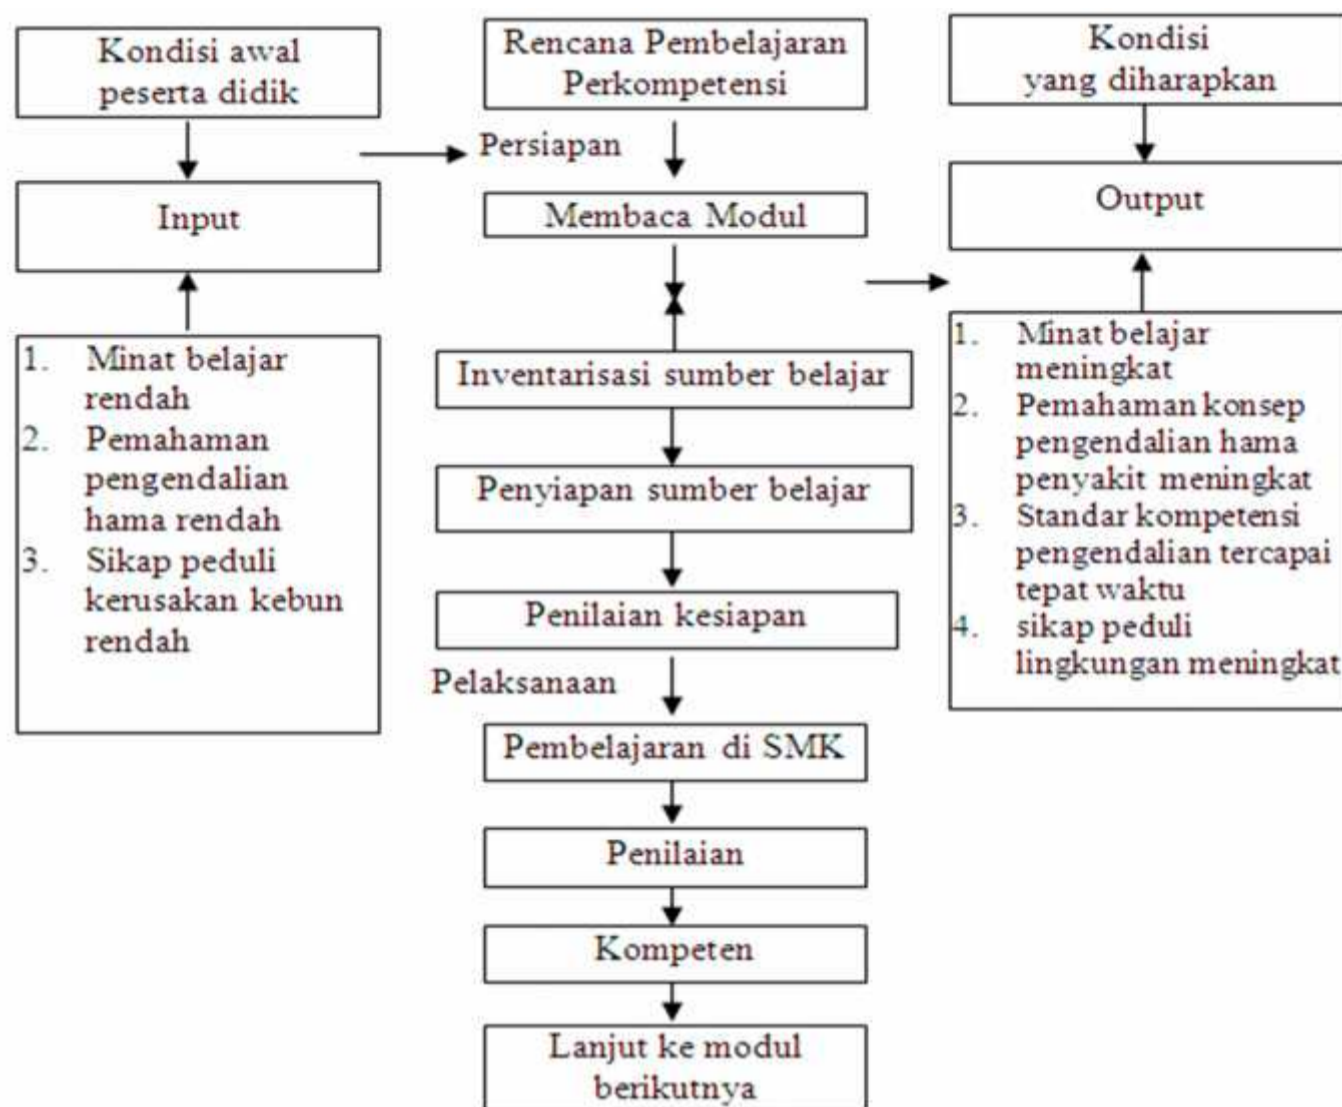 Kondisi awal
peserta didik
Input
1. Minat belajar
rendah
2. Pemahaman
pengendalian
hama rendah
3. Sikap peduli
kerusakan kebun
rendah
Rencana Pembelajaran
Perkompetensi
Persiapan
Membaca Modul
Inventarisasi sumber belajar
Penyiapan sumber belajar
Penilaian kesiapan
Pelaksanaan
Pembelajaran di SMK
Penilaian
Kompeten
Lanjut ke modul
berikutnya
Kondisi
yang diharapkan
Output
1. Minat belajar
meningkat
2. Pemahaman konsep
pengendalian hama
penyakit meningkat
3. Standar kompetensi
pengendalian tercapai
tepat waktu
4. sikap peduli
lingkungan meningkat